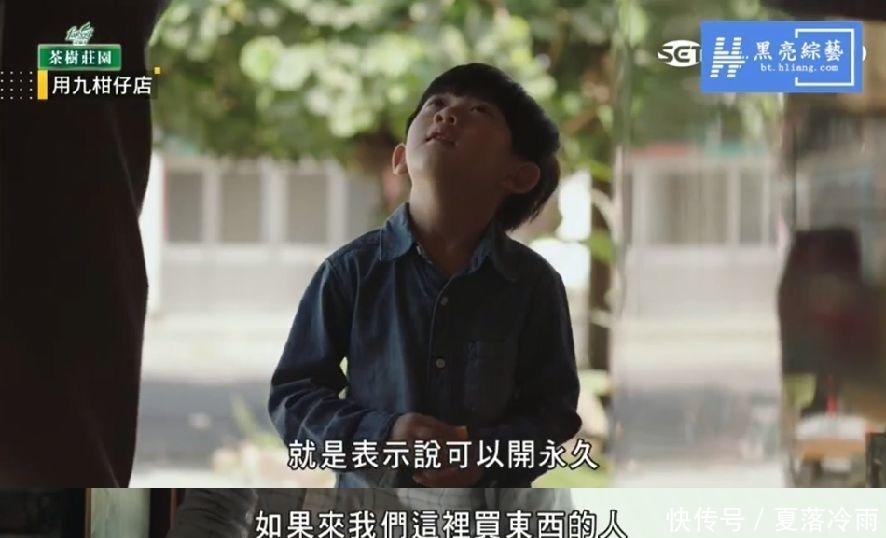 茶樹莊園
用九柑仔店
黑亮綜藝
bt.hliang.com
就是表示說可以開永久
如果來我們這裡買東西的人
快传号 / 夏落冷雨